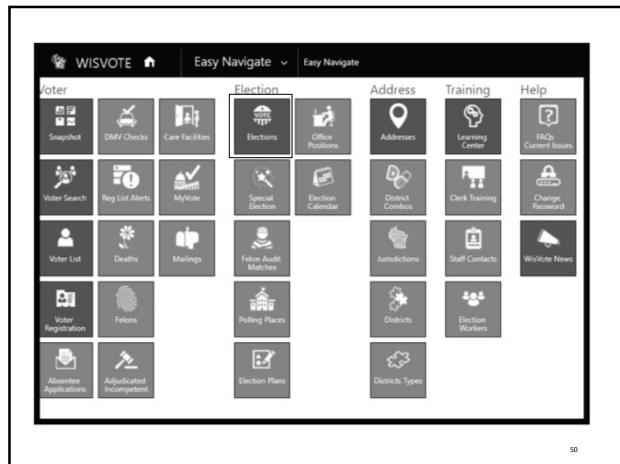 WISVOTE Easy Navigate Easy Navigate
Voter Election Address Training Help
Snapshot DMV Checks Care Facilities VOTE Elections Office Positions Addresses Learning Center FAQs Current Issues
Voter Search Reg List Alerts MyVote Special Election Election Calendar District Combos Clerk Training Change Password
Voter List Deaths Mailings Felon Audit Matches Jurisdictions Staff Contacts WisVote News
Voter Registration Felons Polling Places Districts Election Workers
Absentee Applications Adjudicated Incompetent Election Plans Districts Types
50